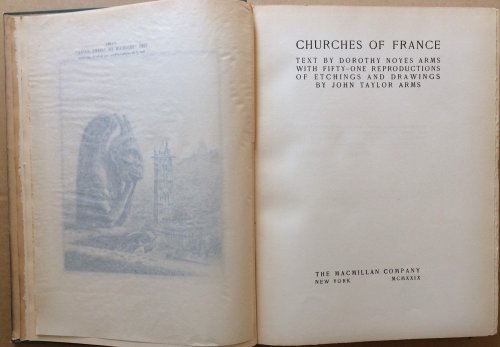 CHURCHES OF FRANCE
TEXT BY DOROTHY NOYES ARMS
WITH FIFTY-ONE REPRODUCTIONS
OF ETCHINGS AND DRAWINGS
BY JOHN TAYLOR ARMS
THE MACMILLAN COMPANY
NEW YORK MCMXXIX